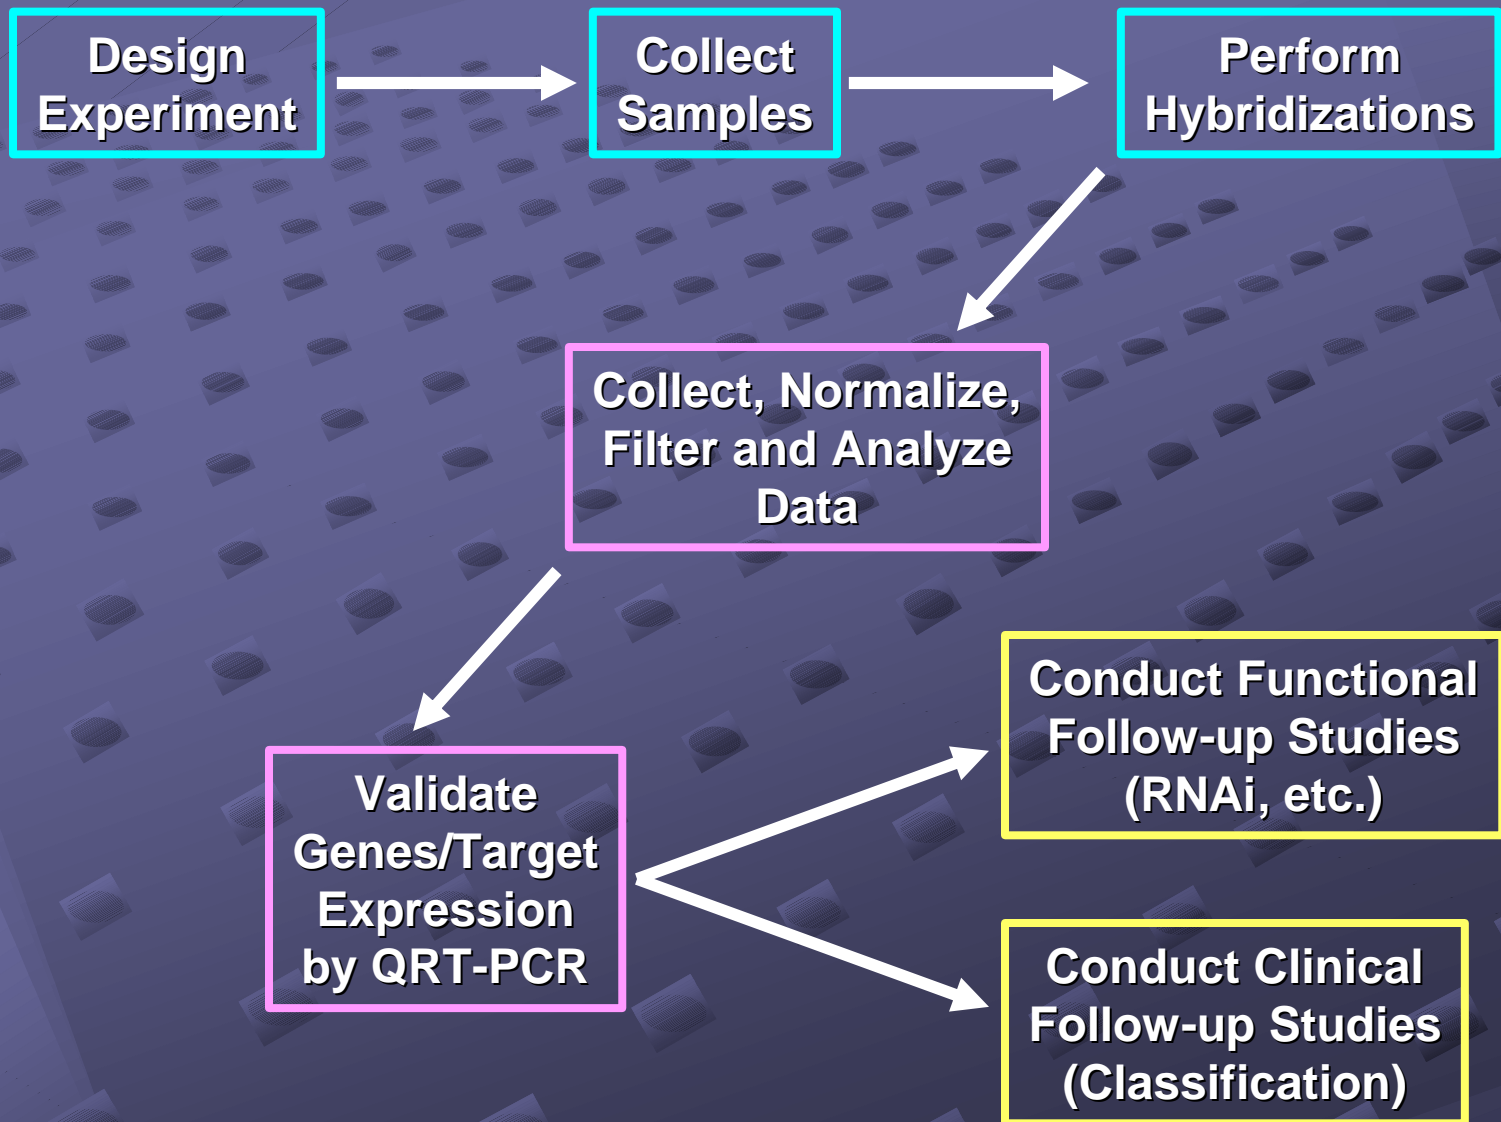 Design
Experiment
Collect
Samples
Perform
Hybridizations
Collect, Normalize,
Filter and Analyze
Data
Validate
Genes/Target
Expression
by QRT-PCR
Conduct Functional
Follow-up Studies
(RNAi, etc.)
Conduct Clinical
Follow-up Studies
(Classification)